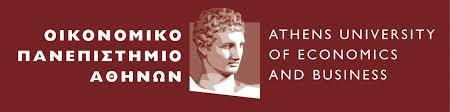 ΟΙΚΟΝΟΜΙΚΟ
ΠΑΝΕΠΙΣΤΗΜΙΟ
ΑΘΗΝΩΝ
ATHENS UNIVERSITY
OF ECONOMICS
AND BUSINESS